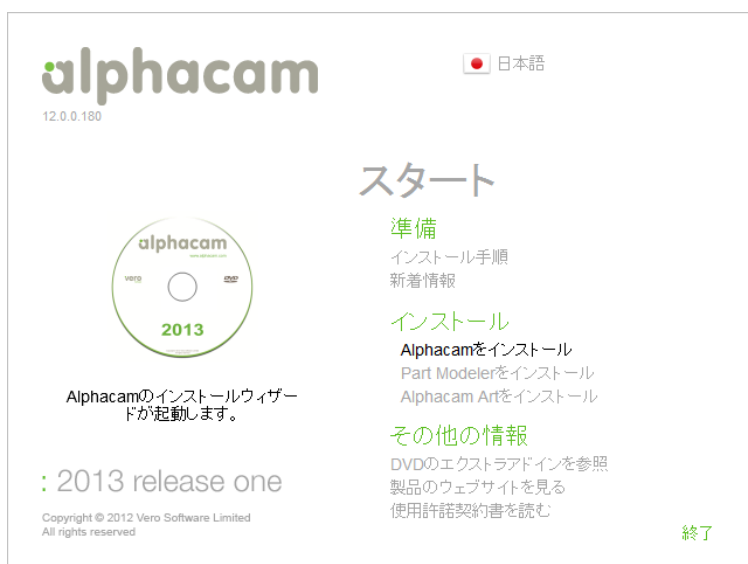 alphacam
日本語
12.0.0.180
スタート
準備
インストール手順
新着情報
インストール
Alphacamをインストール
Part Modelerをインストール
Alphacam Artをインストール
その他の情報
DVDのエクストラアドインを参照
製品のウェブサイトを見る
使用許諾契約書を読む
終了
alphacam
www.alphacam.com
vero
DVD
2013
Alphacamのインストールウィザー
ドが起動します。
: 2013 release one
Copyright © 2012 Vero Software Limited
All rights reserved